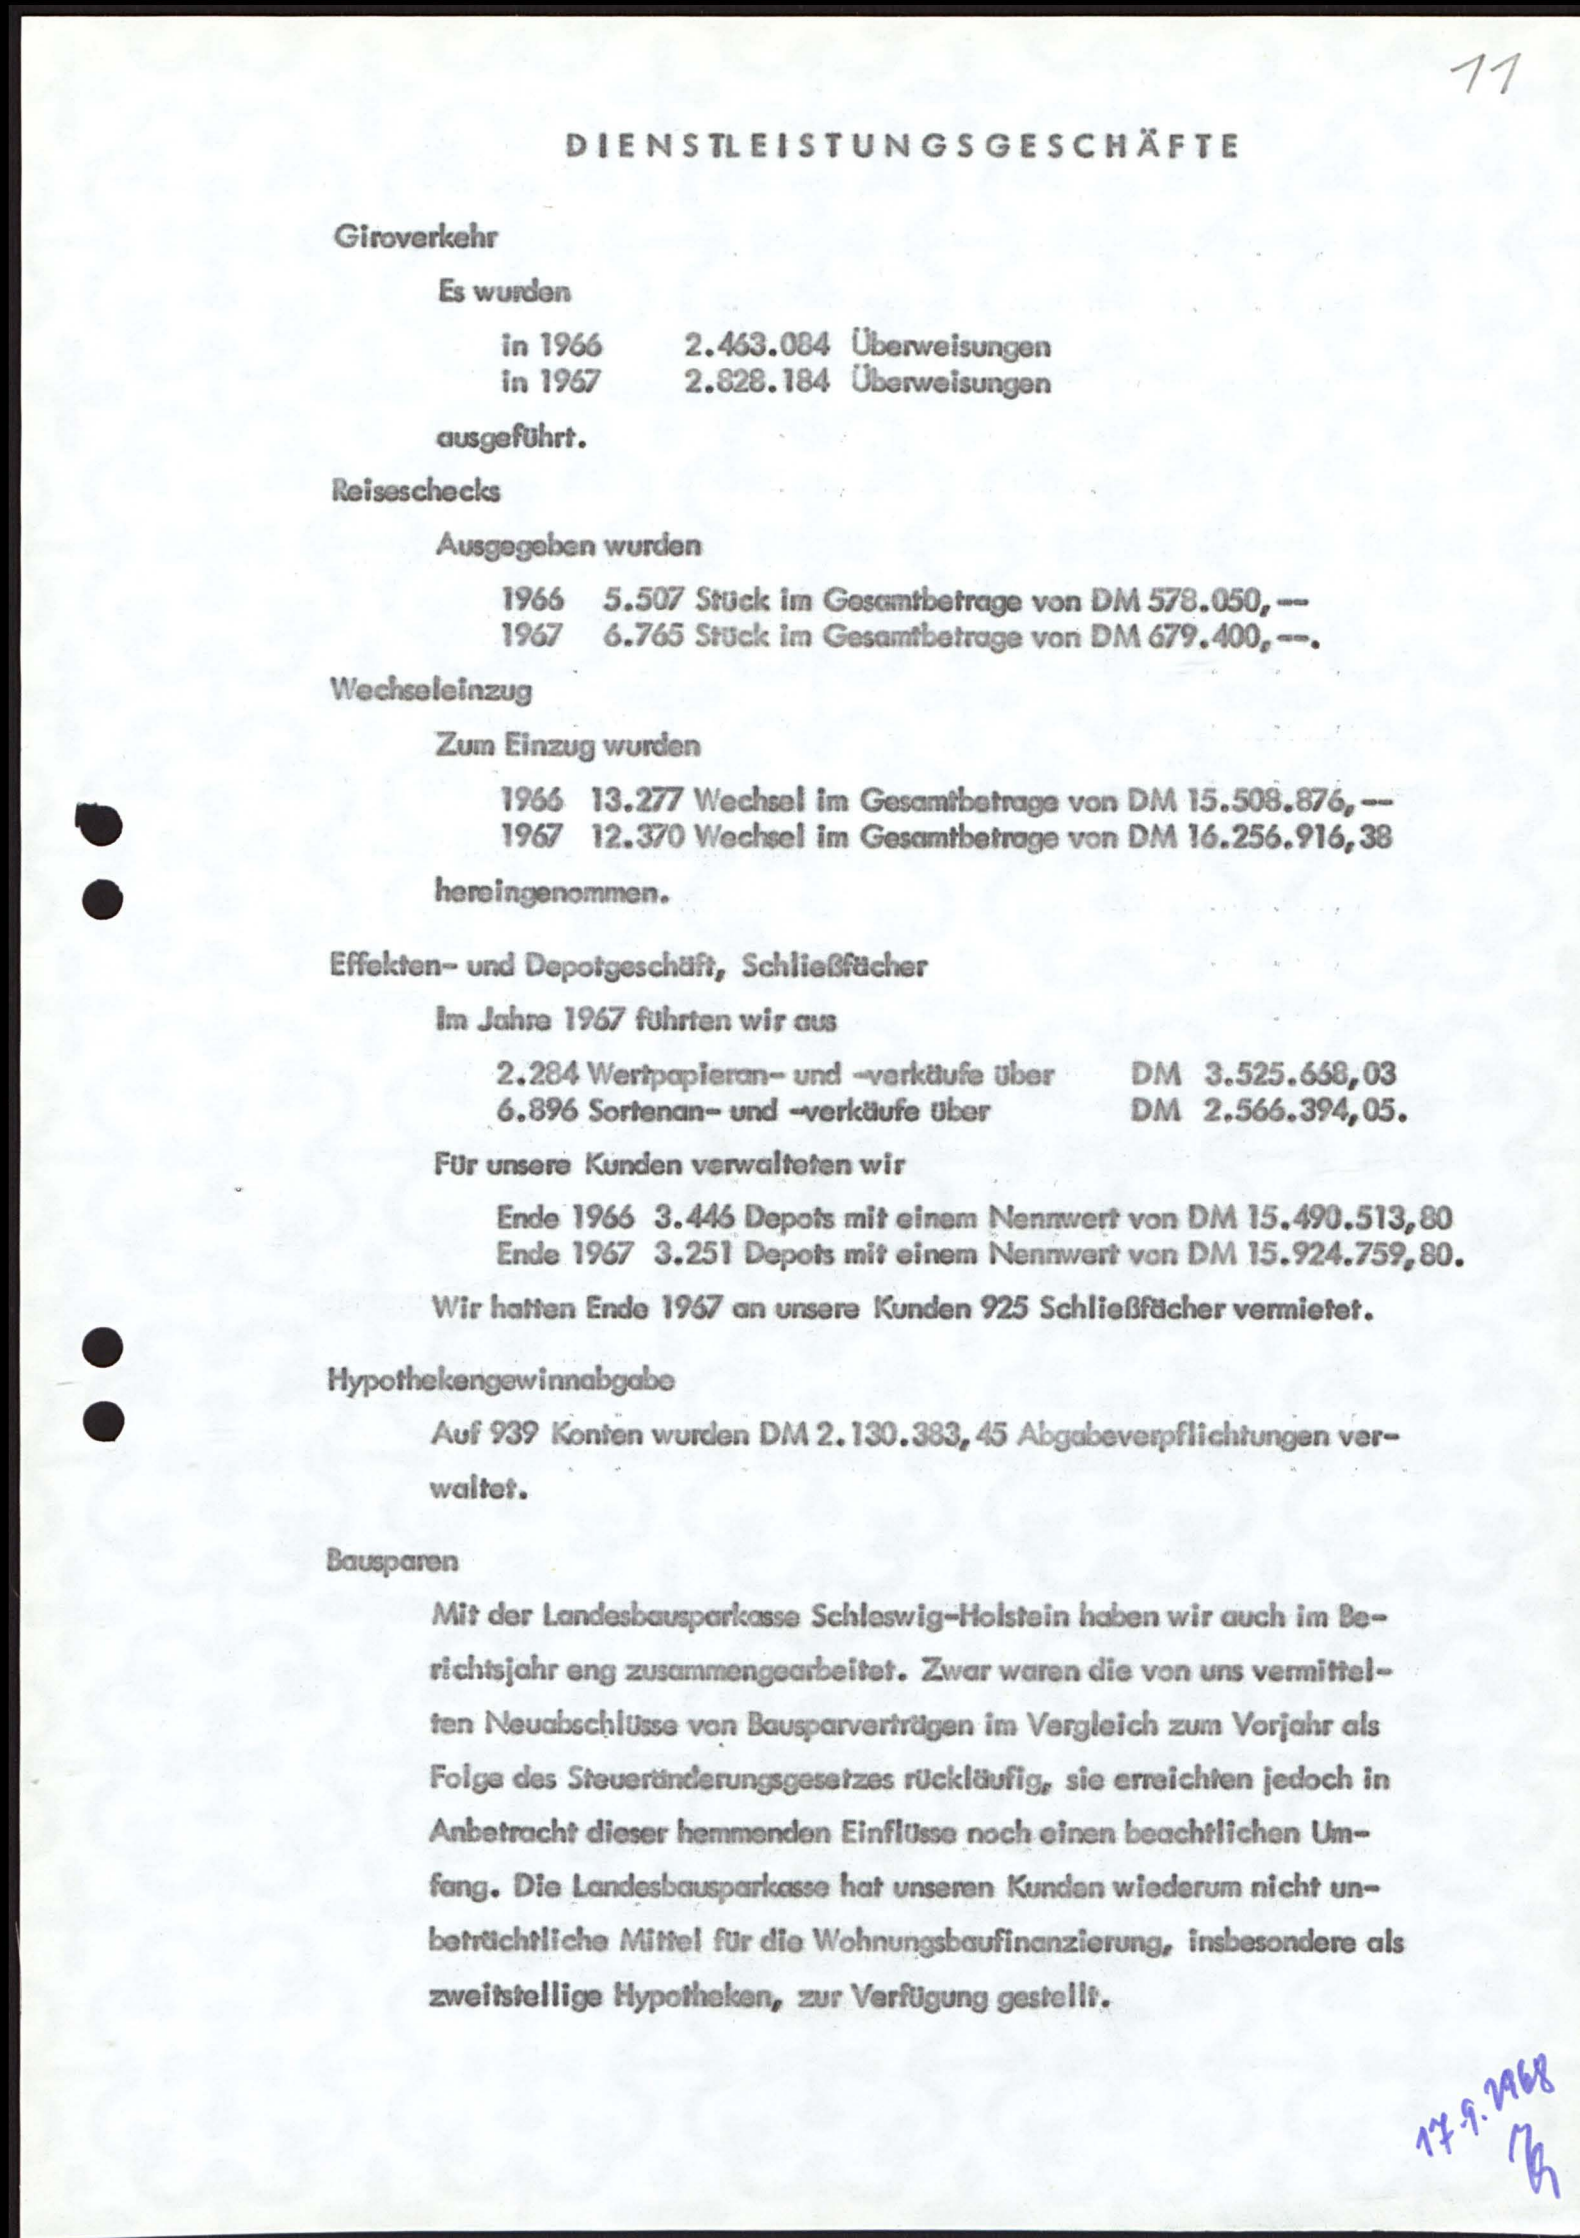 11
DIENSTLEISTUNGSGESCHÄFTE
Giroverkehr
Es wurden
in 1966 2.463.084 Überweisungen
in 1967 2.828.184 Überweisungen
ausgeführt.
Reiseschecks
Ausgegeben wurden
1966 5.507 Stück im Gesamtbetrage von DM 578.050,--
1967 6.765 Stück im Gesamtbetrage von DM 679.400,--.
Wechseleinzug
Zum Einzug wurden
1966 13.277 Wechsel im Gesamtbetrage von DM 15.508.876,--
1967 12.370 Wechsel im Gesamtbetrage von DM 16.256.916,38
hereingenommen.
Effekten- und Depotgeschäft, Schließfächer
Im Jahre 1967 führten wir aus
2.284 Wertpapieran- und -verkäufe über DM 3.525.668,03
6.896 Sortenan- und -verkäufe über DM 2.566.394,05.
Für unsere Kunden verwalteten wir
Ende 1966 3.446 Depots mit einem Nennwert von DM 15.490.513,80
Ende 1967 3.251 Depots mit einem Nennwert von DM 15.924.759,80.
Wir hatten Ende 1967 an unsere Kunden 925 Schließfächer vermietet.
Hypothekengewinnabgabe
Auf 939 Konten wurden DM 2.130.383,45 Abgabeverpflichtungen ver-
waltet.
Bausparen
Mit der Landesbausparkasse Schleswig-Holstein haben wir auch im Be-
richtsjahr eng zusammengearbeitet. Zwar waren die von uns vermittel-
ten Neuabschlüsse von Bausparverträgen im Vergleich zum Vorjahr als
Folge des Steueränderungsgesetzes rückläufig, sie erreichten jedoch in
Anbetracht dieser hemmenden Einflüsse noch einen beachtlichen Um-
fang. Die Landesbausparkasse hat unseren Kunden wiederum nicht un-
beträchtliche Mittel für die Wohnungsbaufinanzierung, insbesondere als
zweitstellige Hypotheken, zur Verfügung gestellt.
17.9.1968